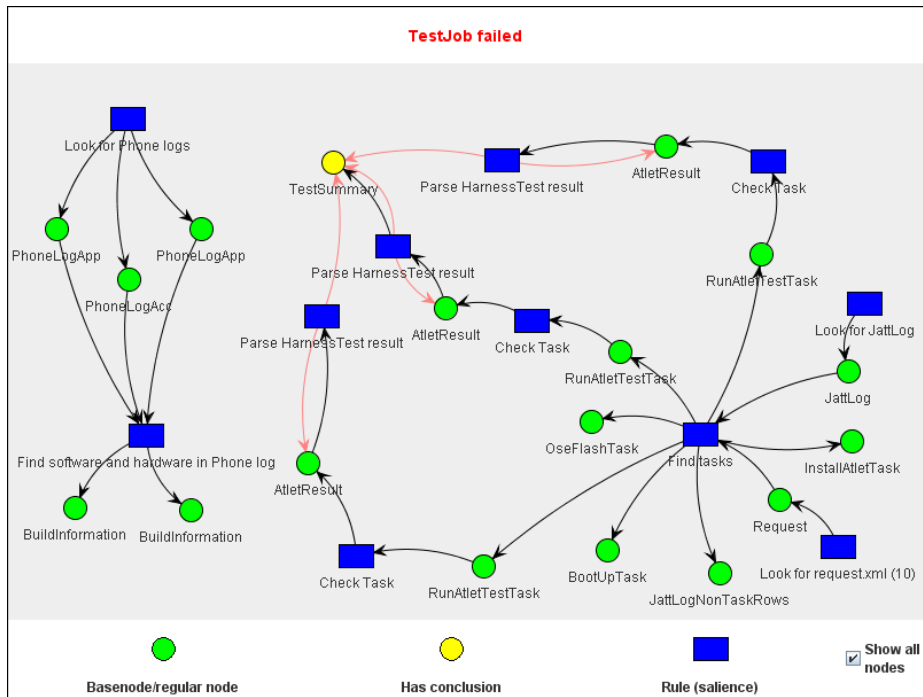 TestJob failed
Look for Phone logs
TestSummary
Parse HarnessTest result
AtletResult
CheckTask
PhoneLogApp
PhoneLogApp
PhoneLogAcc
Parse HarnessTest result
RunAtletTestTask
AtletResult
Parse HarnessTest result
Check Task
Look for JattLog
RunAtletTestTask
JattLog
Find software and hardware in Phone log
OseFlashTask
Find tasks
InstallAtletTask
AtletResult
BuildInformation
BuildInformation
Request
Check Task
RunAtletTestTask
BootUpTask
JattLogNonTaskRows
Look for request.xml (10)
Basenode/regular node
Has conclusion
Rule (salience)
Show all
nodes